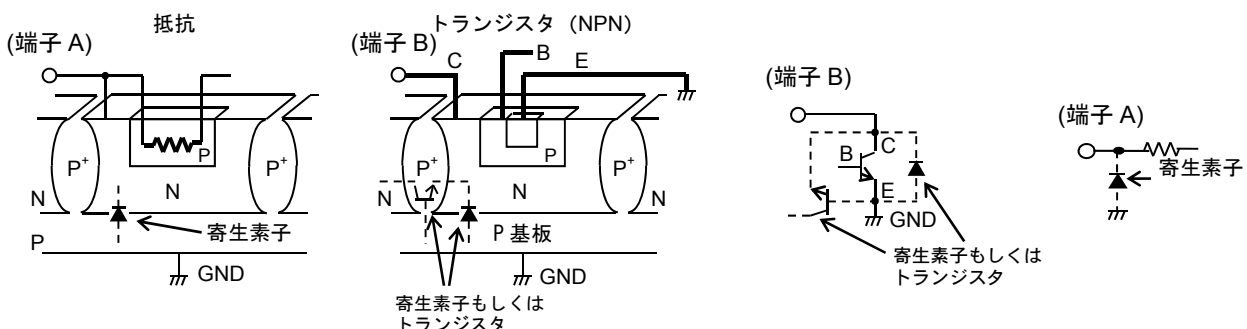 抵抗
(端子 A)
P
P+
P+
N
N
P
寄生素子
GND
トランジスタ (NPN)
(端子 B)
C
B
E
P
P+
P+
N
N
N
P 基板
GND
寄生素子もしくは
トランジスタ
(端子 B)
C
B
E
GND
寄生素子もしくは
トランジスタ
(端子 A)
寄生素子